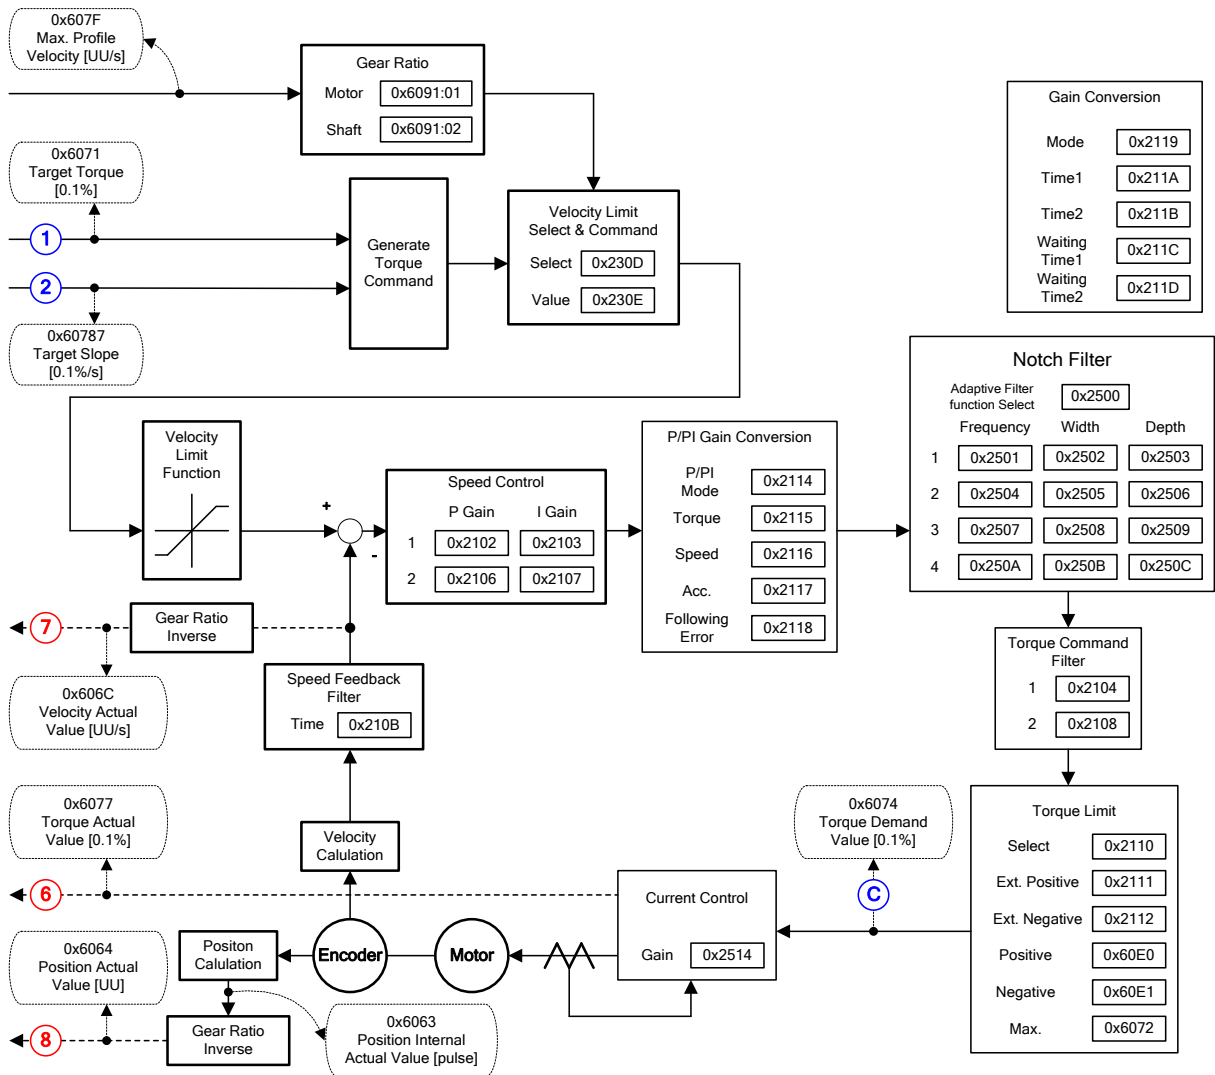 0x607F
Max. Profile
Velocity [UU/s]
Gear Ratio
Motor 0x6091:01
Shaft 0x6091:02
Gain Conversion
Mode 0x2119
Time1 0x211A
Time2 0x211B
Waiting
Time1 0x211C
Waiting
Time2 0x211D
0x6071
Target Torque
[0.1%]
1
2
0x60787
Target Slope
[0.1%/s]
Generate
Torque
Command
Velocity Limit
Select & Command
Select 0x230D
Value 0x230E
Notch Filter
Adaptive Filter
function Select 0x2500
Frequency Width Depth
1 0x2501 0x2502 0x2503
2 0x2504 0x2505 0x2506
3 0x2507 0x2508 0x2509
4 0x250A 0x250B 0x250C
Velocity
Limit
Function
+
-
Speed Control
P Gain I Gain
1 0x2102 0x2103
2 0x2106 0x2107
P/PI Gain Conversion
P/PI
Mode 0x2114
Torque 0x2115
Speed 0x2116
Acc. 0x2117
Following
Error 0x2118
7
Gear Ratio
Inverse
0x606C
Velocity Actual
Value [UU/s]
Speed Feedback
Filter
Time 0x210B
Torque Command
Filter
1 0x2104
2 0x2108
0x6077
Torque Actual
Value [0.1%]
6
Velocity
Calulation
0x6074
Torque Demand
Value [0.1%]
C
Torque Limit
Select 0x2110
Ext. Positive 0x2111
Ext. Negative 0x2112
Positive 0x60E0
Negative 0x60E1
Max. 0x6072
Current Control
Gain 0x2514
Motor
Encoder
Positon
Calulation
0x6064
Position Actual
Value [UU]
8
Gear Ratio
Inverse
0x6063
Position Internal
Actual Value [pulse]